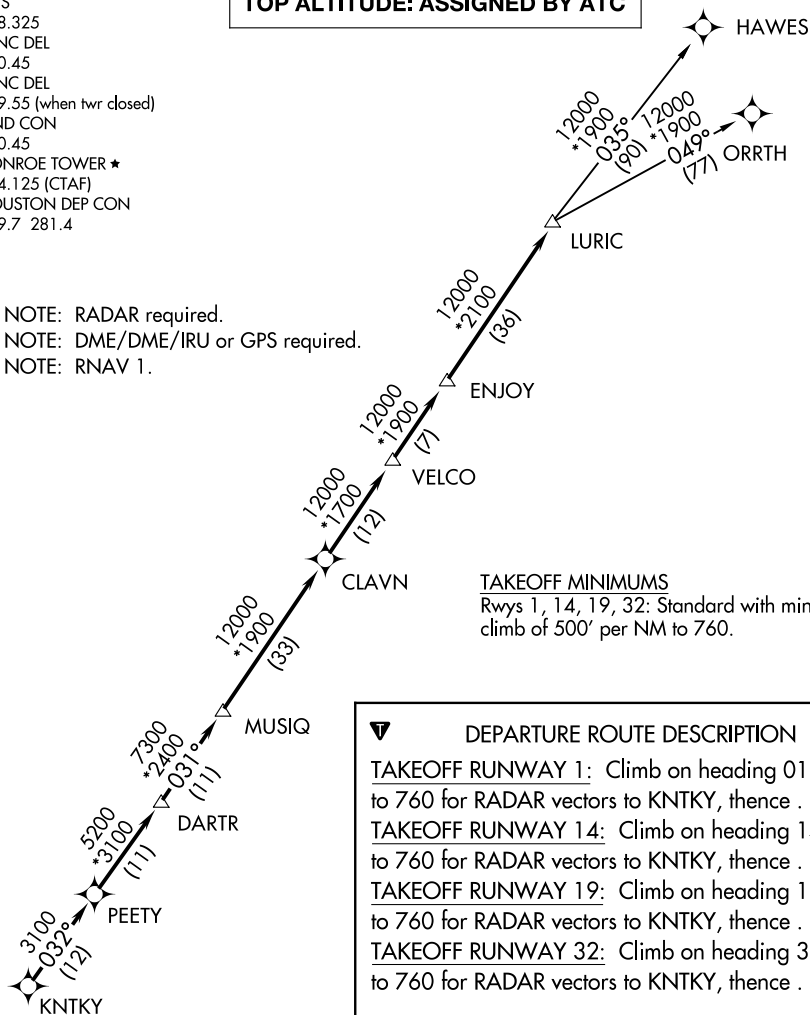 8.325
NC DEL
0.45
NC DEL
9.55 (when twr closed)
ND CON
0.45
ONROE TOWER ★
4.125 (CTAF)
OUSTON DEP CON
9.7 281.4
TOP ALTITUDE: ASSIGNED BY ATC
HAWES
12000
*1900
035°
(90)
12000
*1900
049°
(77)
ORRTH
LURIC
12000
*2100
(36)
NOTE: RADAR required.
NOTE: DME/DME/IRU or GPS required.
NOTE: RNAV 1.
ENJOY
12000
*1900
(7)
VELCO
12000
*1700
(12)
CLAVN
TAKEOFF MINIMUMS
Rwys 1, 14, 19, 32: Standard with min
climb of 500' per NM to 760.
12000
*1900
(33)
MUSIQ
7300
*2400
031°
(11)
DARTR
5200
*3100
(11)
PEETY
3100
032°
(12)
KNTKY
T DEPARTURE ROUTE DESCRIPTION
TAKEOFF RUNWAY 1: Climb on heading 01
to 760 for RADAR vectors to KNTKY, thence .
TAKEOFF RUNWAY 14: Climb on heading 1
to 760 for RADAR vectors to KNTKY, thence .
TAKEOFF RUNWAY 19: Climb on heading 1
to 760 for RADAR vectors to KNTKY, thence .
TAKEOFF RUNWAY 32: Climb on heading 3
to 760 for RADAR vectors to KNTKY, thence .